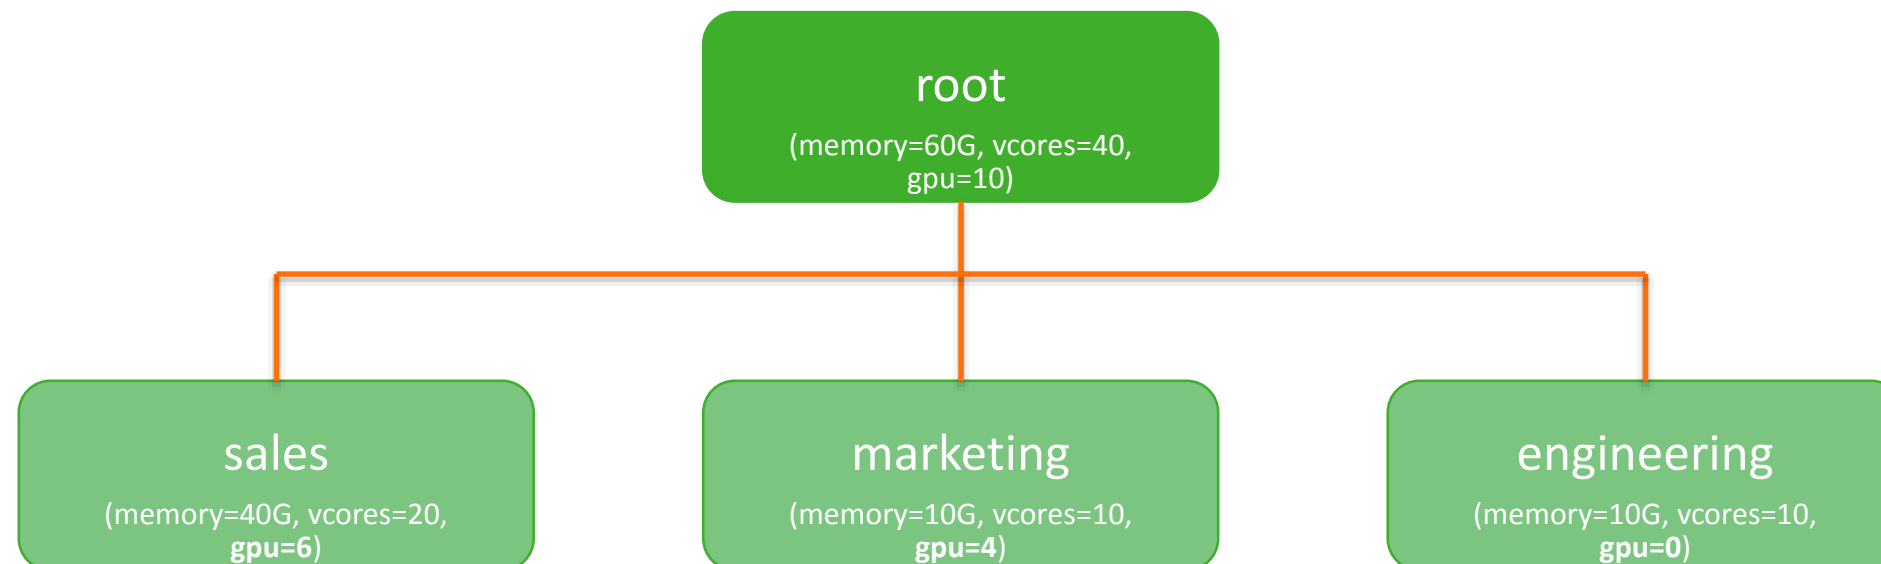 root
(memory=60G, vcores=40,
gpu=10)
sales
(memory=40G, vcores=20,
gpu=6)
marketing
(memory=10G, vcores=10,
gpu=4)
engineering
(memory=10G, vcores=10,
gpu=0)